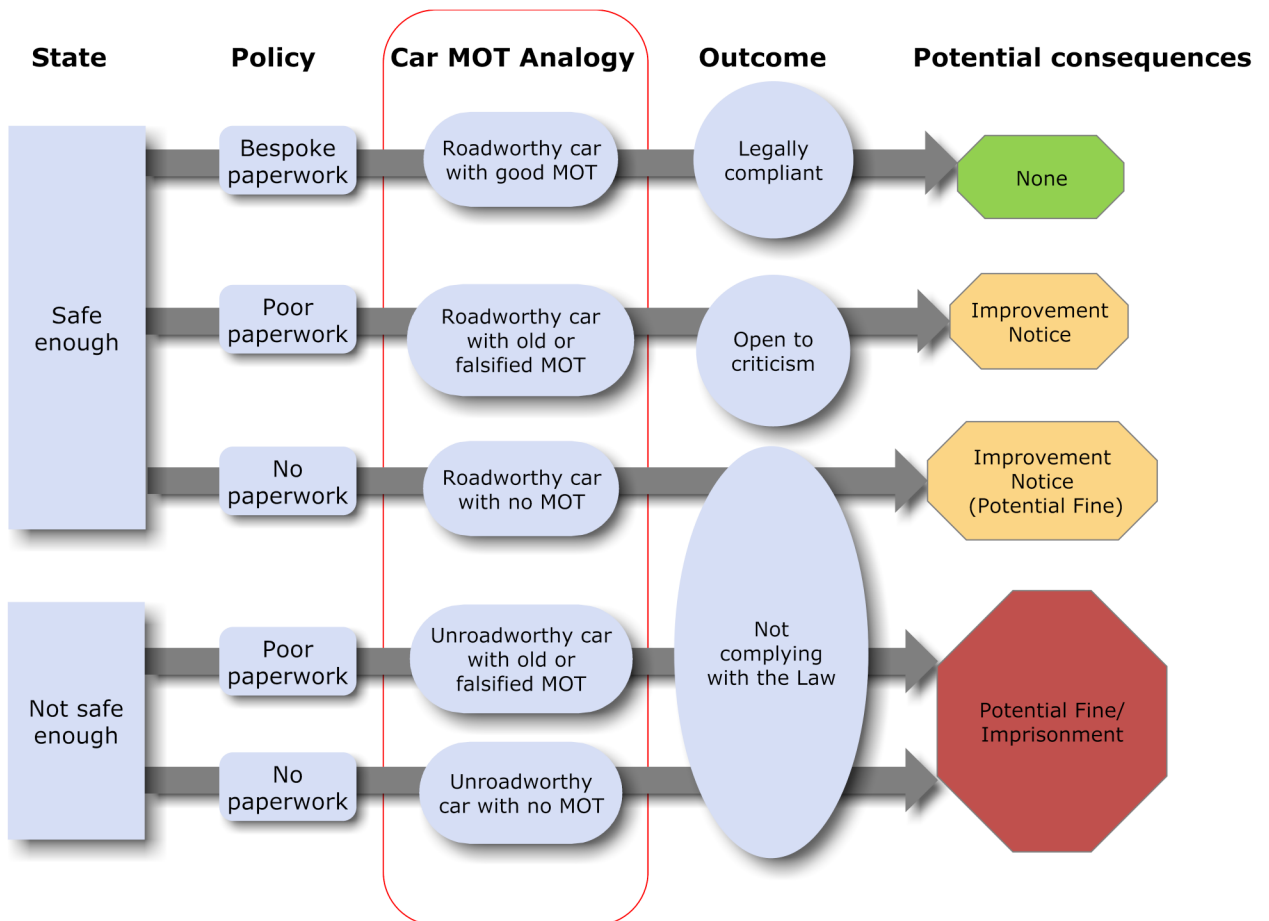 State
Policy
Car MOT Analogy
Outcome
Potential consequences
Safe
enough
Bespoke
paperwork
Roadworthy car
with good MOT
Legally
compliant
None
Poor
paperwork
Roadworthy car
with old or
falsified MOT
Open to
criticism
Improvement
Notice
No
paperwork
Roadworthy car
with no MOT
Improvement
Notice
(Potential Fine)
Not safe
enough
Poor
paperwork
Unroadworthy car
with old or
falsified MOT
Not
complying
with the Law
Potential Fine/
Imprisonment
No
paperwork
Unroadworthy
car with no MOT